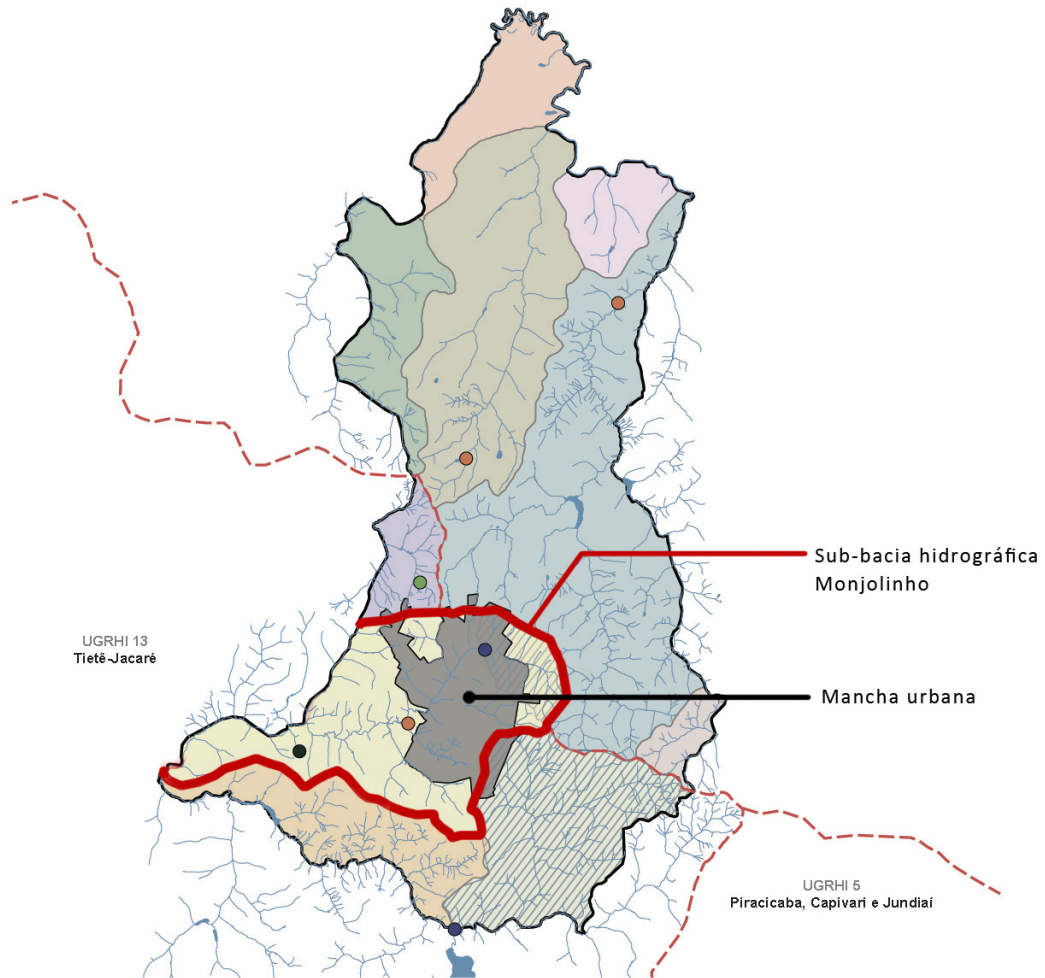 Sub-bacia hidrográfica
Monjolinho
UGRHI 13
Tietê-Jacaré
Mancha urbana
UGRHI 5
Piracicaba, Capivari e Jundiaí